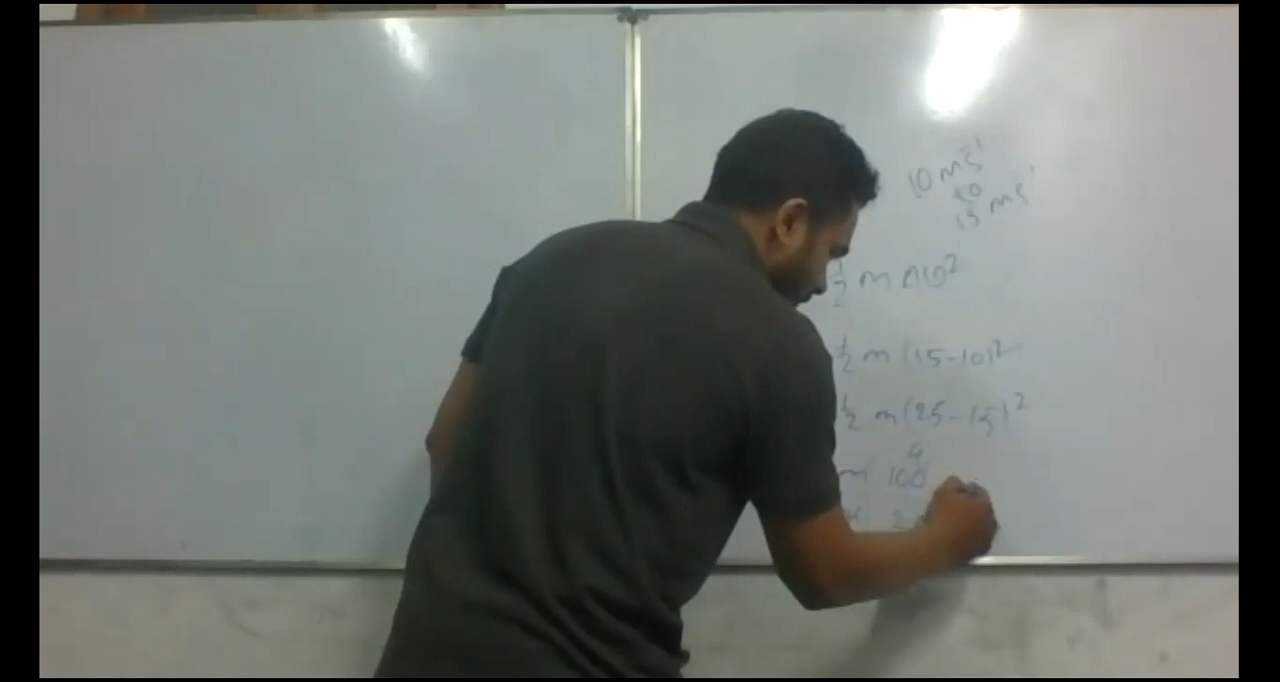 10 ms⁻¹
15 ms⁻¹
½ m Δv²
½ m (15-10)²
½ m (25-15)²
4
m 100